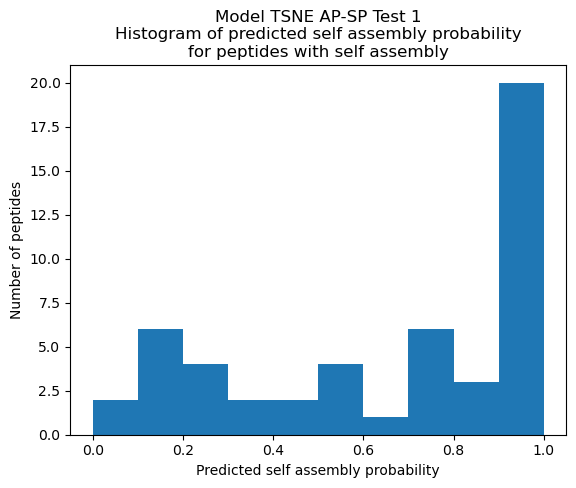 Model TSNE AP-SP Test 1
Histogram of predicted self assembly probability
for peptides with self assembly
20.0
17.5
15.0
12.5
10.0
7.5
5.0
2.5
0.0
Number of peptides
0.0 0.2 0.4 0.6 0.8 1.0
Predicted self assembly probability